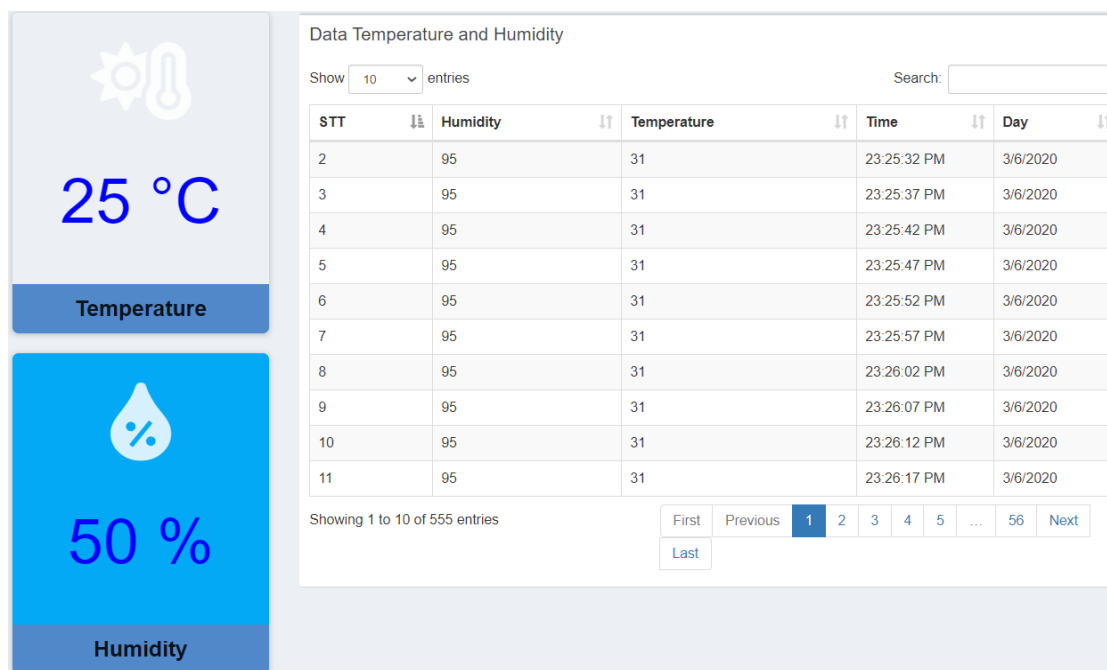 25 °C
Temperature
%
50 %
Humidity
Data Temperature and Humidity
Show 10 entries Search:
STT Humidity Temperature Time Day
2 95 31 23:25:32 PM 3/6/2020
3 95 31 23:25:37 PM 3/6/2020
4 95 31 23:25:42 PM 3/6/2020
5 95 31 23:25:47 PM 3/6/2020
6 95 31 23:25:52 PM 3/6/2020
7 95 31 23:25:57 PM 3/6/2020
8 95 31 23:26:02 PM 3/6/2020
9 95 31 23:26:07 PM 3/6/2020
10 95 31 23:26:12 PM 3/6/2020
11 95 31 23:26:17 PM 3/6/2020
Showing 1 to 10 of 555 entries First Previous 1 2 3 4 5 ... 56 Next
Last